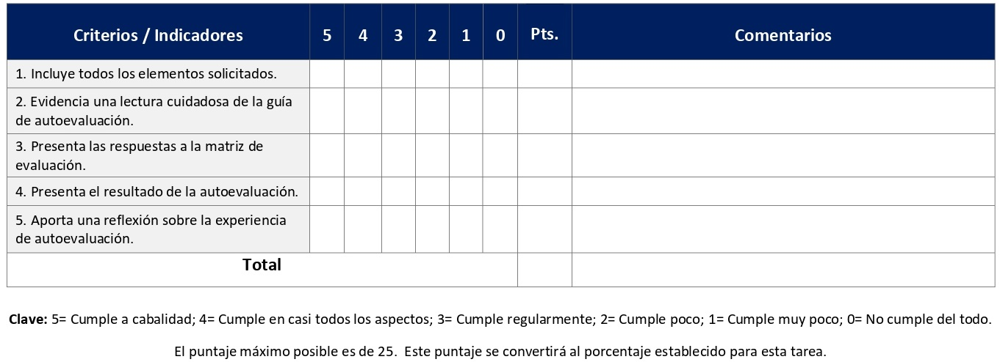 Criterios / Indicadores 5 4 3 2 1 0 Pts. Comentarios
1. Incluye todos los elementos solicitados.
2. Evidencia una lectura cuidadosa de la guía
de autoevaluación.
3. Presenta las respuestas a la matriz de
evaluación.
4. Presenta el resultado de la autoevaluación.
5. Aporta una reflexión sobre la experiencia
de autoevaluación.
Total
Clave: 5= Cumple a cabalidad; 4= Cumple en casi todos los aspectos; 3= Cumple regularmente; 2= Cumple poco; 1= Cumple muy poco; 0= No cumple del todo.
El puntaje máximo posible es de 25. Este puntaje se convertirá al porcentaje establecido para esta tarea.